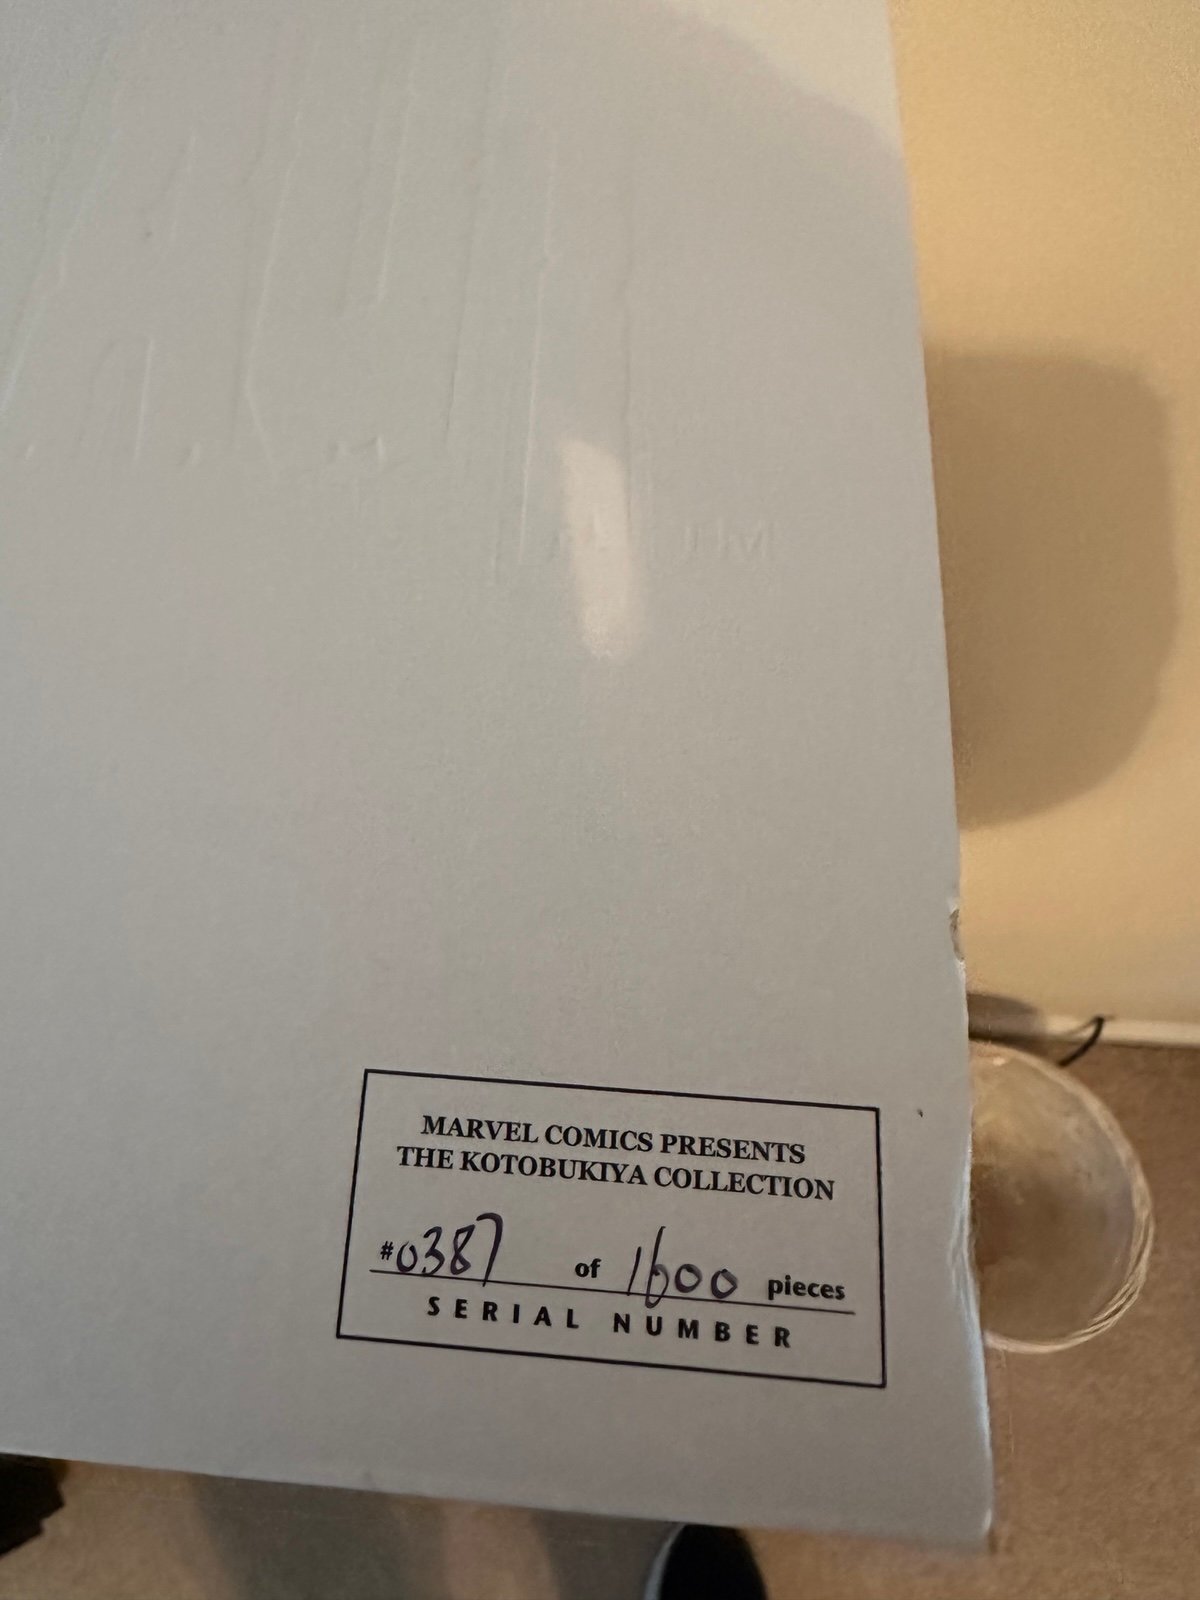 MARVEL COMICS PRESENTS
THE KOTOBUKIYA COLLECTION
#0387 of 1600 pieces
SERIAL NUMBER